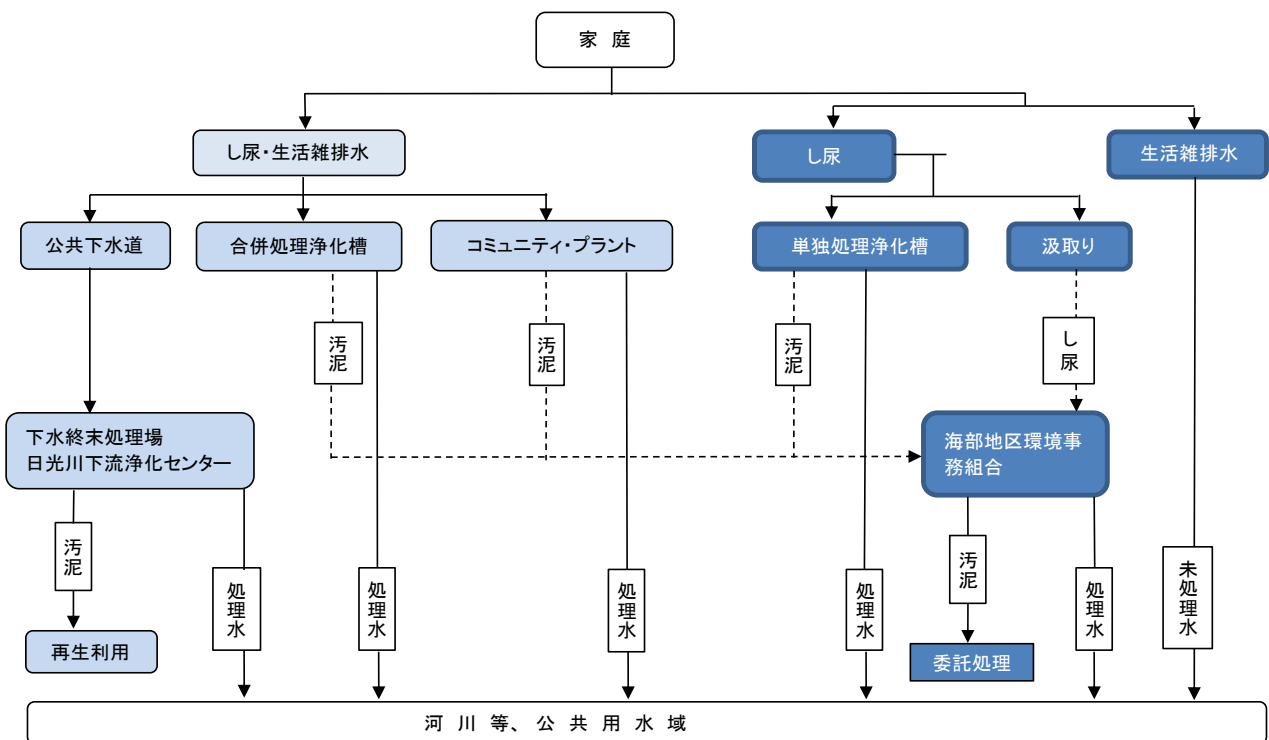 家 庭
し尿・生活雑排水
し尿
生活雑排水
公共下水道
合併処理浄化槽
コミュニティ・プラント
単独処理浄化槽
汲取り
汚泥
汚泥
汚泥
し尿
下水終末処理場
日光川下流浄化センター
海部地区環境事
務組合
汚泥
処理水
処理水
処理水
処理水
汚泥
処理水
未処理水
再生利用
委託処理
河 川 等、公 共 用 水 域